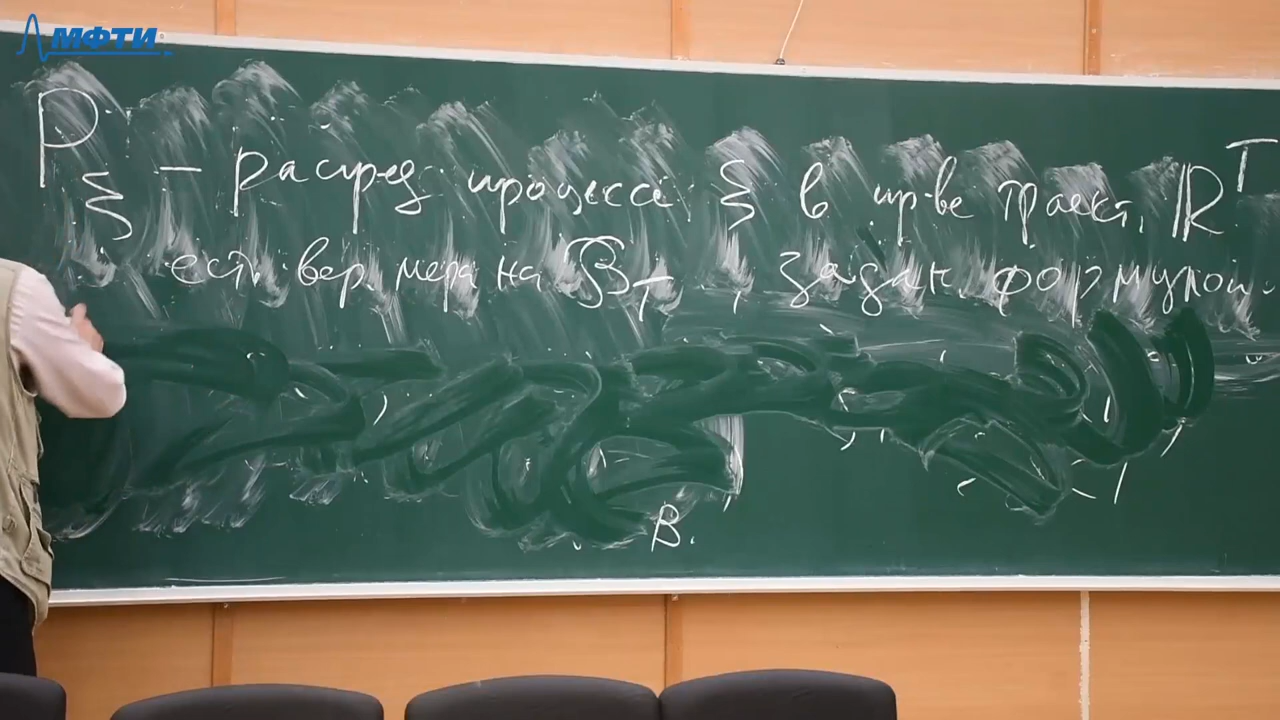 МФТИ
P_ξ – распред. процесса ξ в пр-ве траект. ℝ^T
есть вер. мера на 𝓑_T, задан. формулой:
B.